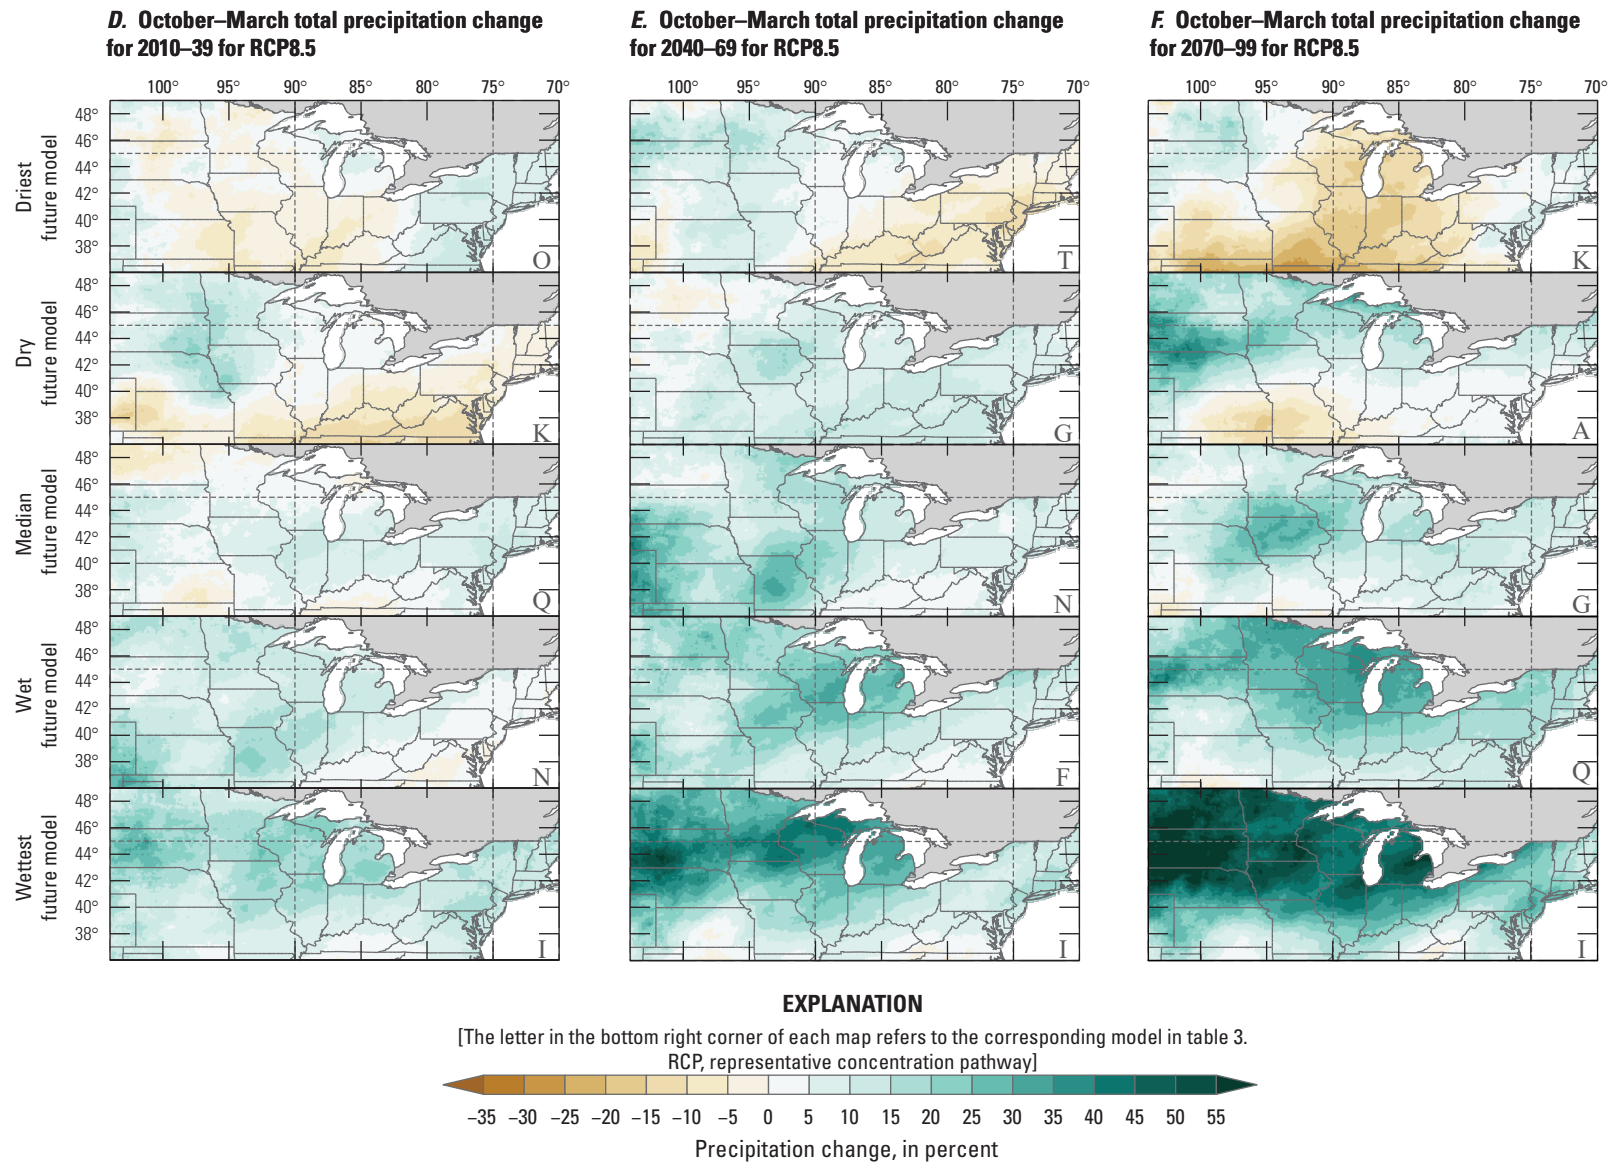 D. October–March total precipitation change
for 2010–39 for RCP8.5
E. October–March total precipitation change
for 2040–69 for RCP8.5
F. October–March total precipitation change
for 2070–99 for RCP8.5
100° 95° 90° 85° 80° 70°
100° 95° 90° 85° 80° 70°
100° 95° 90° 85° 80° 70°
Driest
future model
48°
46°
44°
42°
40°
38°
O
T
K
Dry
future model
48°
46°
44°
42°
40°
38°
K
G
A
Median
future model
48°
46°
44°
42°
40°
38°
Q
N
G
Wet
future model
48°
46°
44°
42°
40°
38°
N
F
Q
Wettest
future model
48°
46°
44°
42°
40°
38°
I
I
I
EXPLANATION
[The letter in the bottom right corner of each map refers to the corresponding model in table 3.
RCP, representative concentration pathway]
−35 −30 −25 −20 −15 −10 −5 0 5 10 15 20 25 30 35 40 45 50 55
Precipitation change, in percent